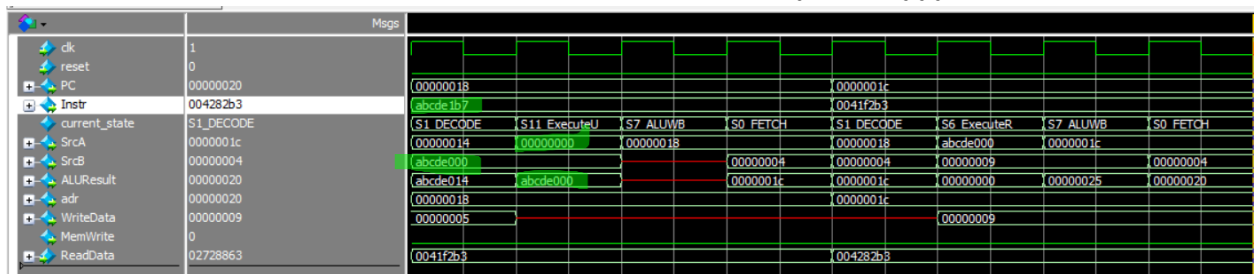 Msgs
clk 1
reset 0
PC 00000020 00000018 0000001c
Instr 004282b3 abcde1b7 0041f2b3
current_state S1_DECODE S1 DECODE S11 ExecuteU S7 ALUWB S0 FETCH S1 DECODE S6 ExecuteR S7 ALUWB S0 FETCH
SrcA 0000001c 00000014 00000000 00000018 00000018 abcde000 0000001c
SrcB 00000004 abcde000 00000004 00000004 00000009 00000004
ALUResult 00000020 abcde014 abcde000 0000001c 0000001c 00000000 00000025 00000020
adr 00000020 00000018 0000001c
WriteData 00000009 00000005 00000009
MemWrite 0
ReadData 02728863 0041f2b3 004282b3